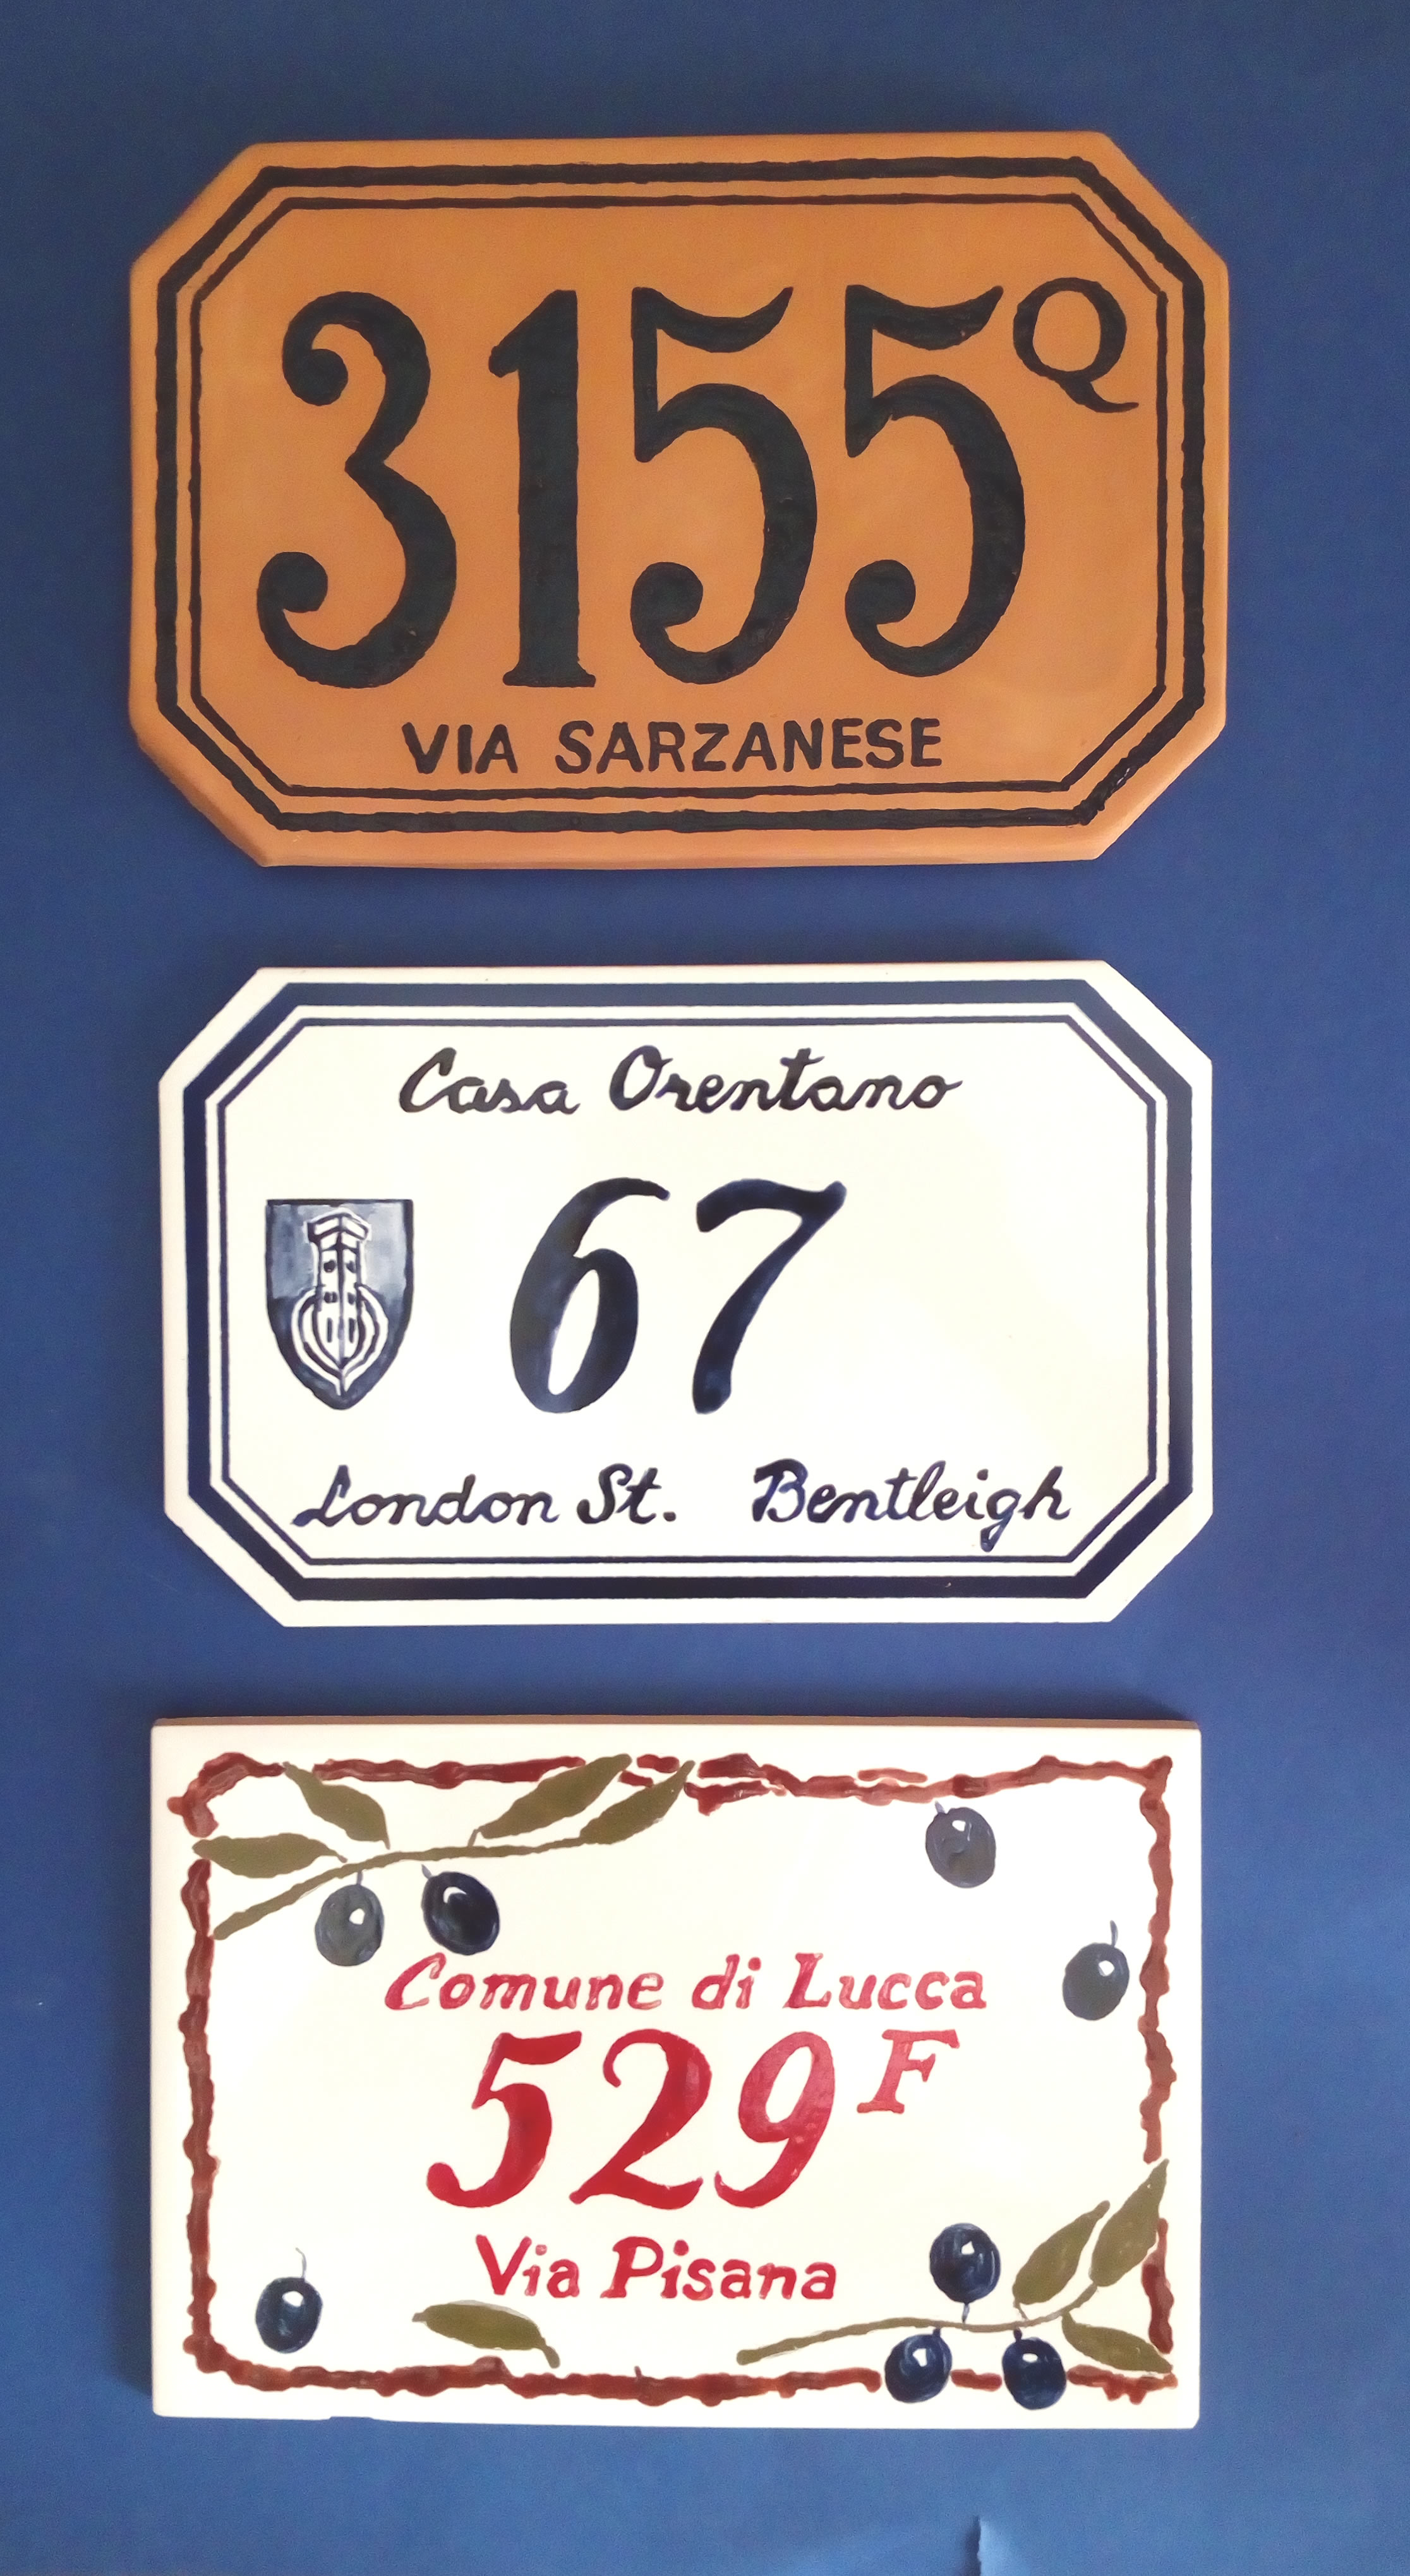 3155Q
VIA SARZANESE
Casa Orentano
67
London St. Bentleigh
Comune di Lucca
529F
Via Pisana